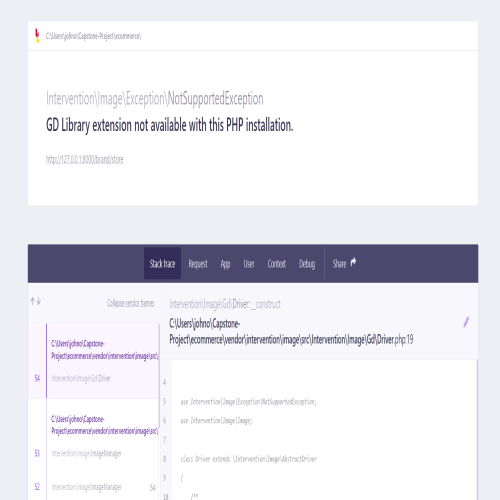 C:\Users\johno\Capstone-Project\ecommerce\
Intervention\Image\Exception\NotSupportedException
GD Library extension not available with this PHP installation.
http://127.0.0.1:8000/brand/store
Stack trace Request App User Context Debug Share
Collapse vendor frames
C:\Users\johno\Capstone-
Project\ecommerce\vendor\intervention\image\src\
54 Intervention\Image\Gd\Driver
C:\Users\johno\Capstone-
Project\ecommerce\vendor\intervention\image\src\
53 Intervention\Image\ImageManager
52 Intervention\Image\ImageManager :54
Intervention\Image\Gd\Driver::__construct
C:\Users\johno\Capstone-
Project\ecommerce\vendor\intervention\image\src\Intervention\Image\Gd\Driver.php:19
4
5 use Intervention\Image\Exception\NotSupportedException;
6 use Intervention\Image\Image;
7
8 class Driver extends \Intervention\Image\AbstractDriver
9 {
10 /**